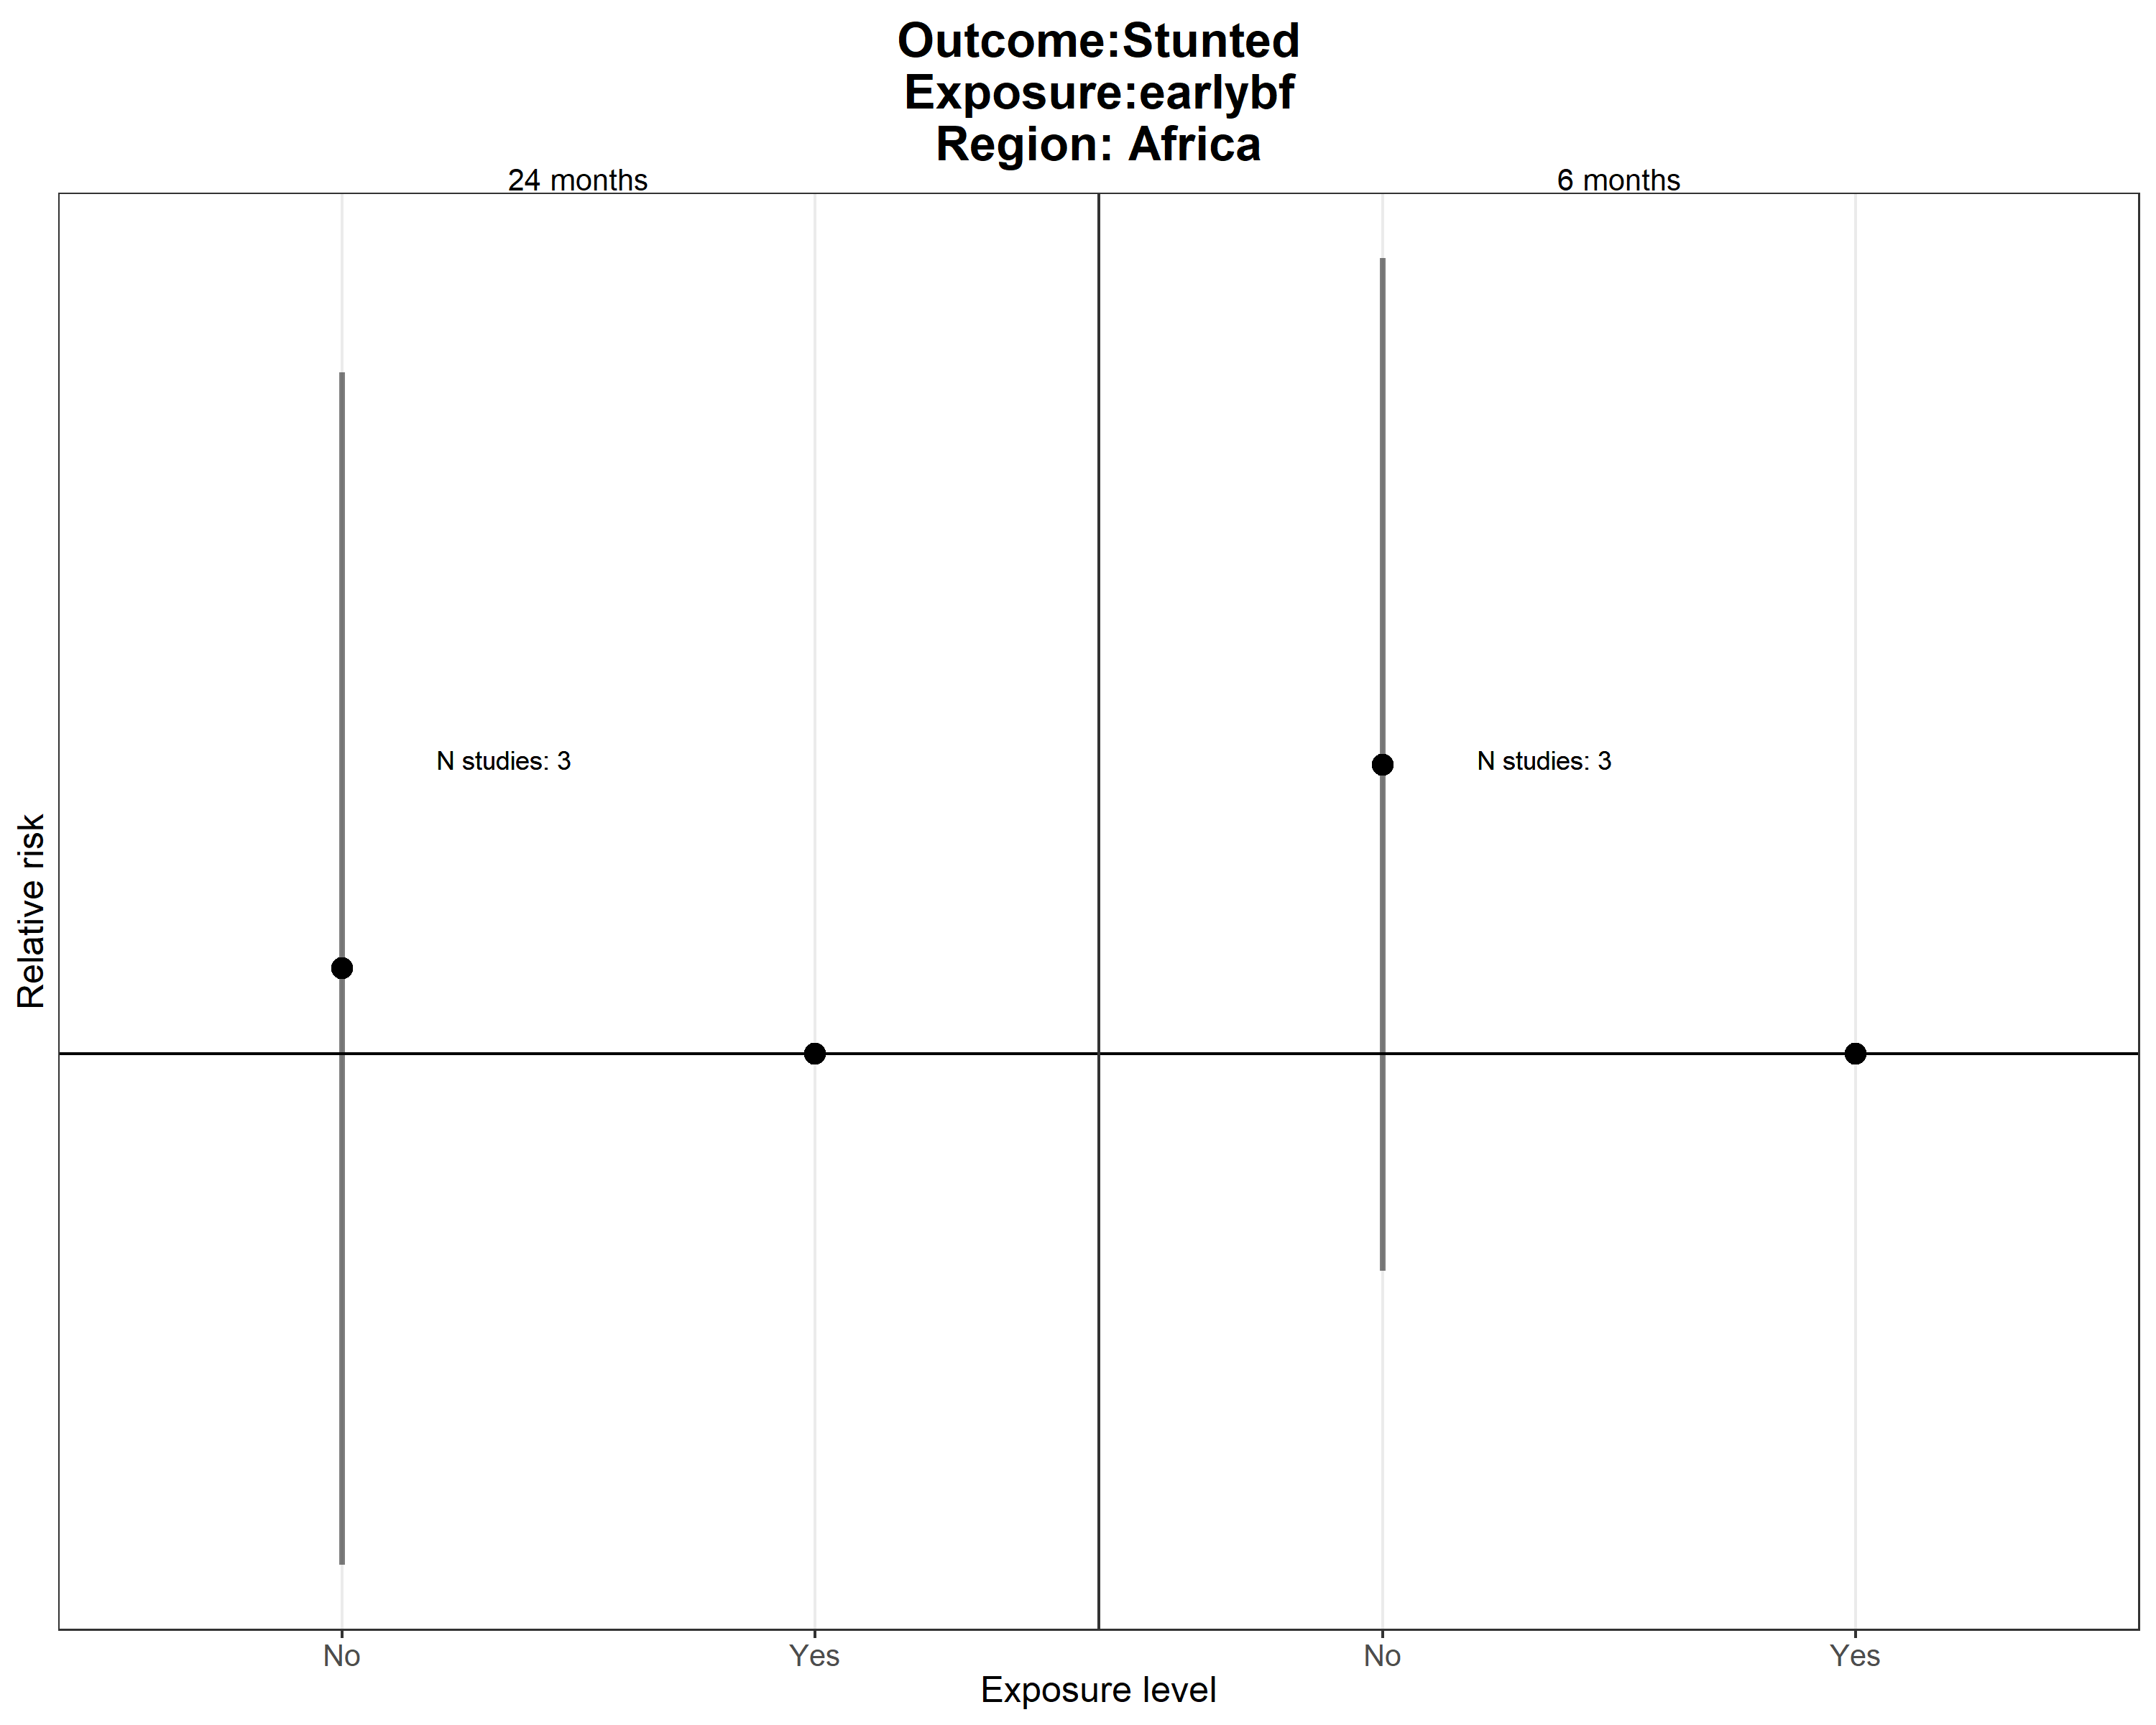 Outcome:Stunted
Exposure:earlybf
Region: Africa
24 months
6 months
N studies: 3
N studies: 3
Relative risk
No
Yes
No
Yes
Exposure level